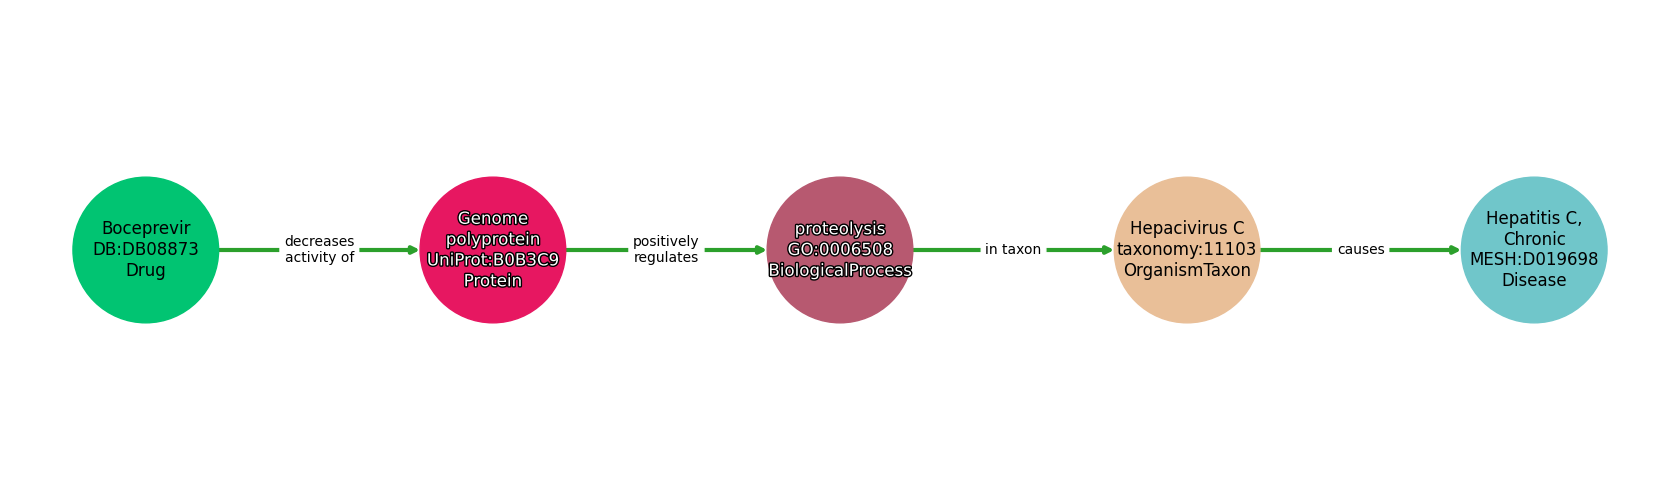 Boceprevir
DB:DB08873
Drug
decreases
activity of
Genome
polyprotein
UniProt:B0B3C9
Protein
positively
regulates
proteolysis
GO:0006508
BiologicalProcess
in taxon
Hepacivirus C
taxonomy:11103
OrganismTaxon
causes
Hepatitis C,
Chronic
MESH:D019698
Disease